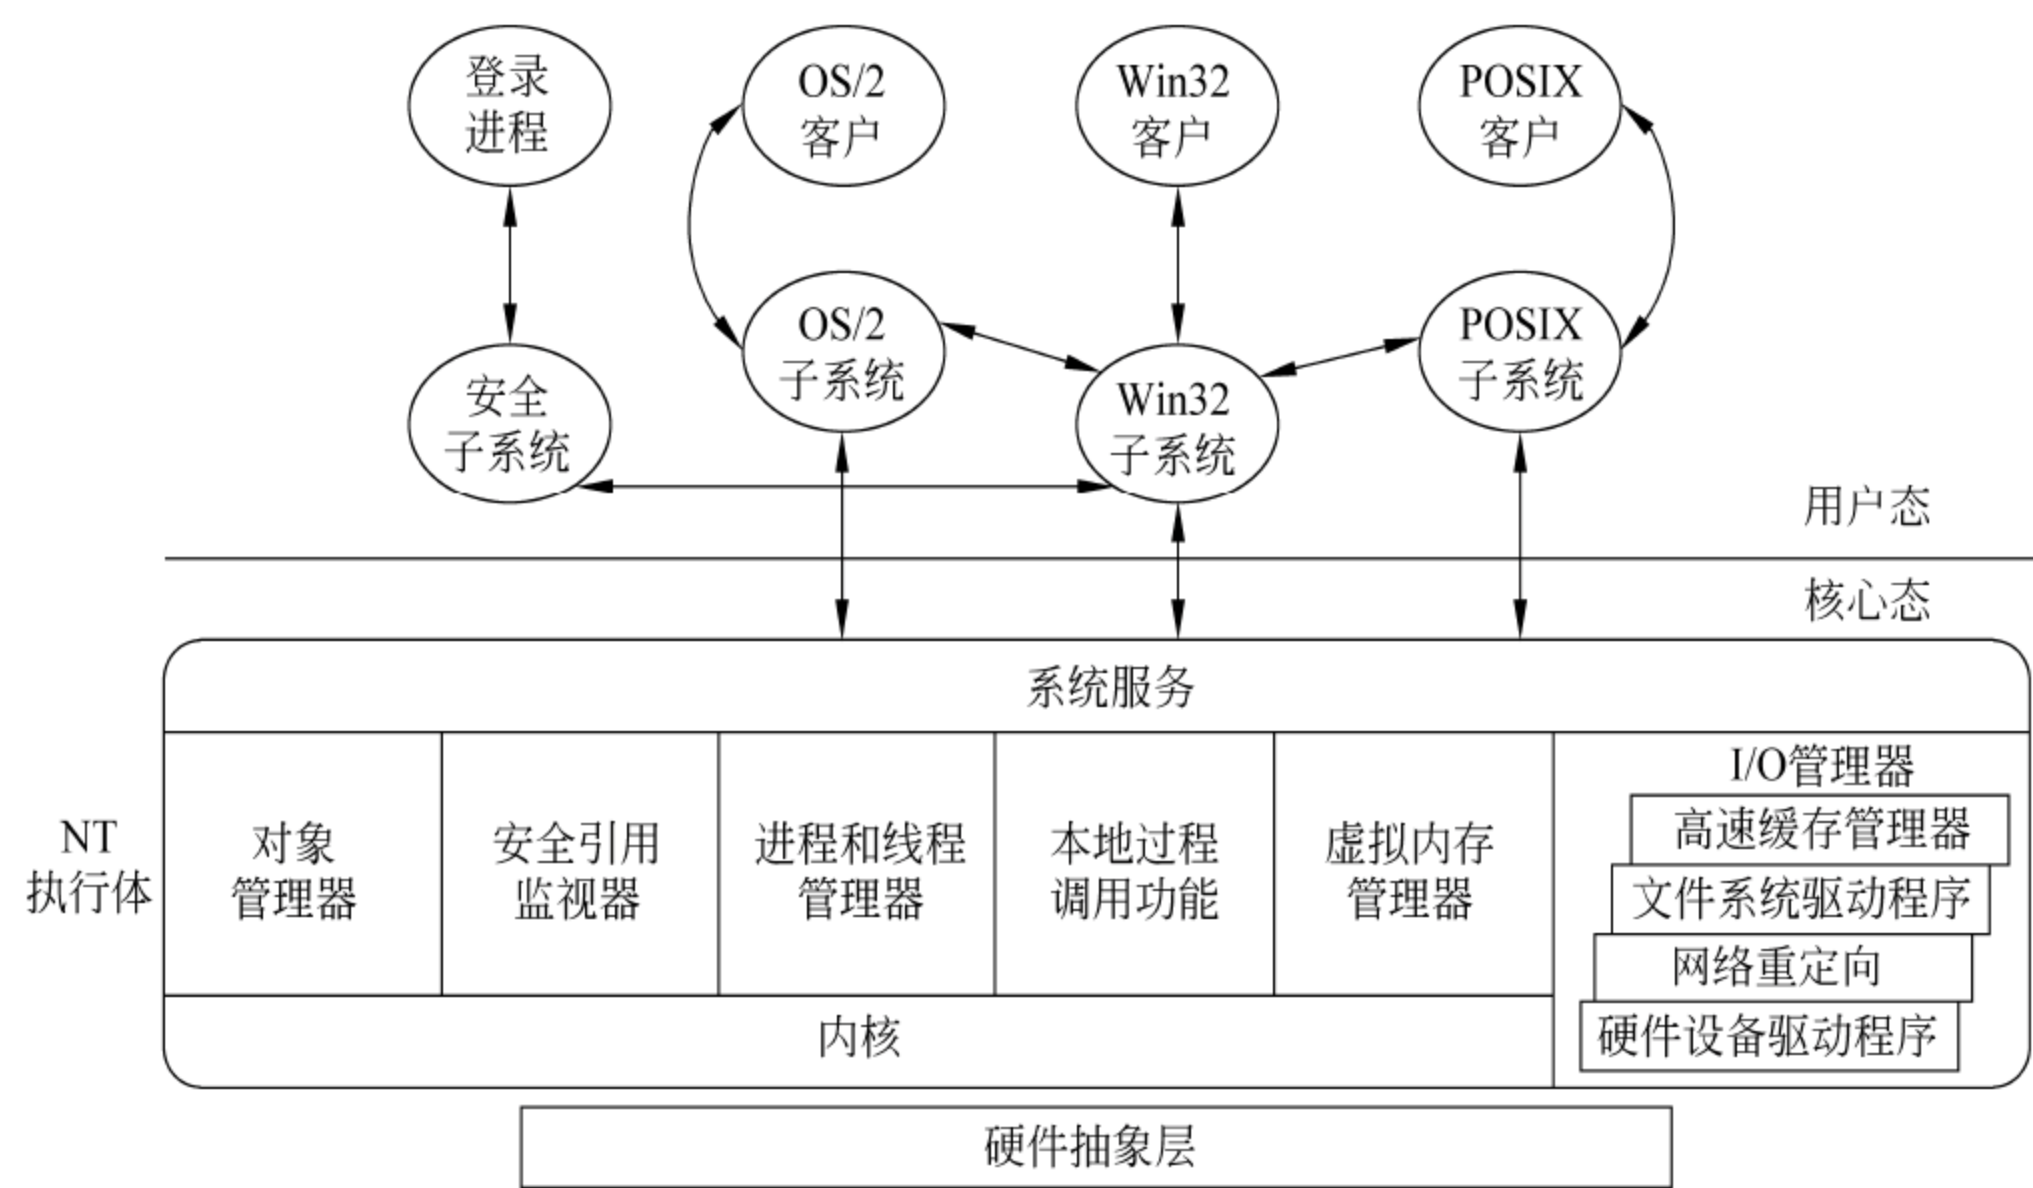 登录
进程
OS/2
客户
Win32
客户
POSIX
客户
安全
子系统
OS/2
子系统
Win32
子系统
POSIX
子系统
用户态
核心态
系统服务
NT
执行体
对象
管理器
安全引用
监视器
进程和线程
管理器
本地过程
调用功能
虚拟内存
管理器
I/O管理器
高速缓存管理器
文件系统驱动程序
网络重定向
硬件设备驱动程序
内核
硬件抽象层